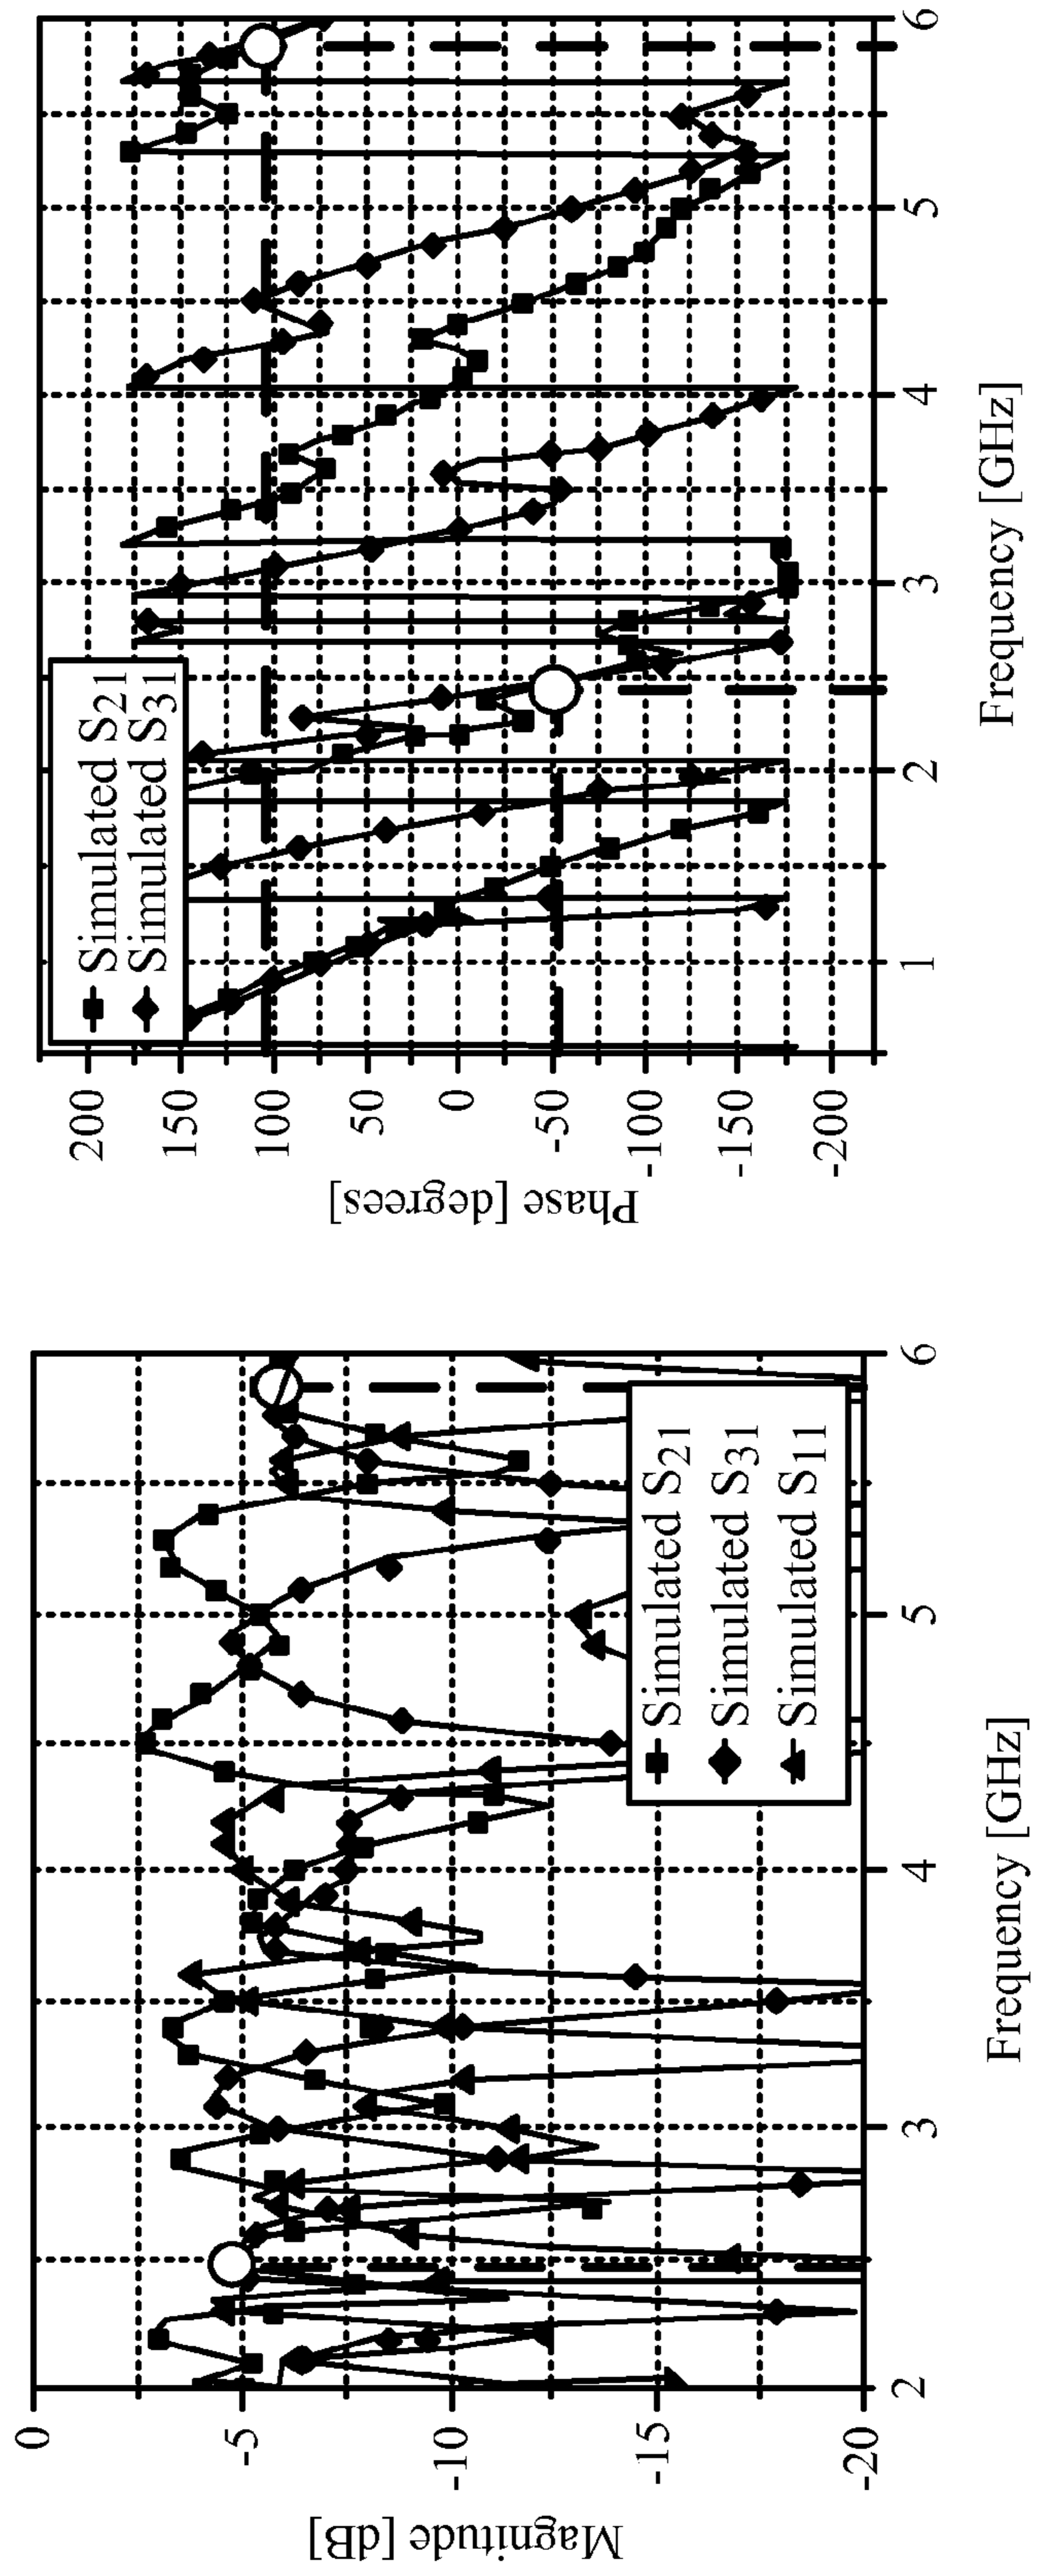 Magnitude [dB]
0
-5
-10
-15
-20
2
3
4
5
6
Frequency [GHz]
Simulated S21
Simulated S31
Simulated S11
Phase [degrees]
200
150
100
50
0
-50
-100
-150
-200
1
2
3
4
5
6
Frequency [GHz]
Simulated S21
Simulated S31